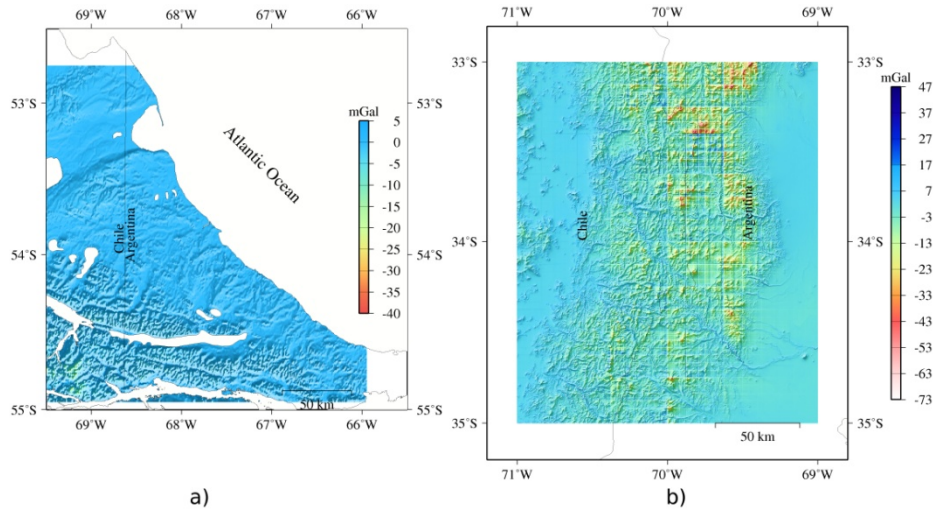 69°W 68°W 67°W 66°W
53°S
54°S
55°S
Atlantic Ocean
Chile
Argentina
50 km
69°W 68°W 67°W 66°W
mGal
5
0
-5
-10
-15
-20
-25
-30
-35
-40
a)
71°W 70°W 69°W
33°S 33°S
34°S 34°S
35°S 35°S
Chile
Argentina
50 km
71°W 70°W 69°W
mGal
47
37
27
17
7
-3
-13
-23
-33
-43
-53
-63
-73
b)